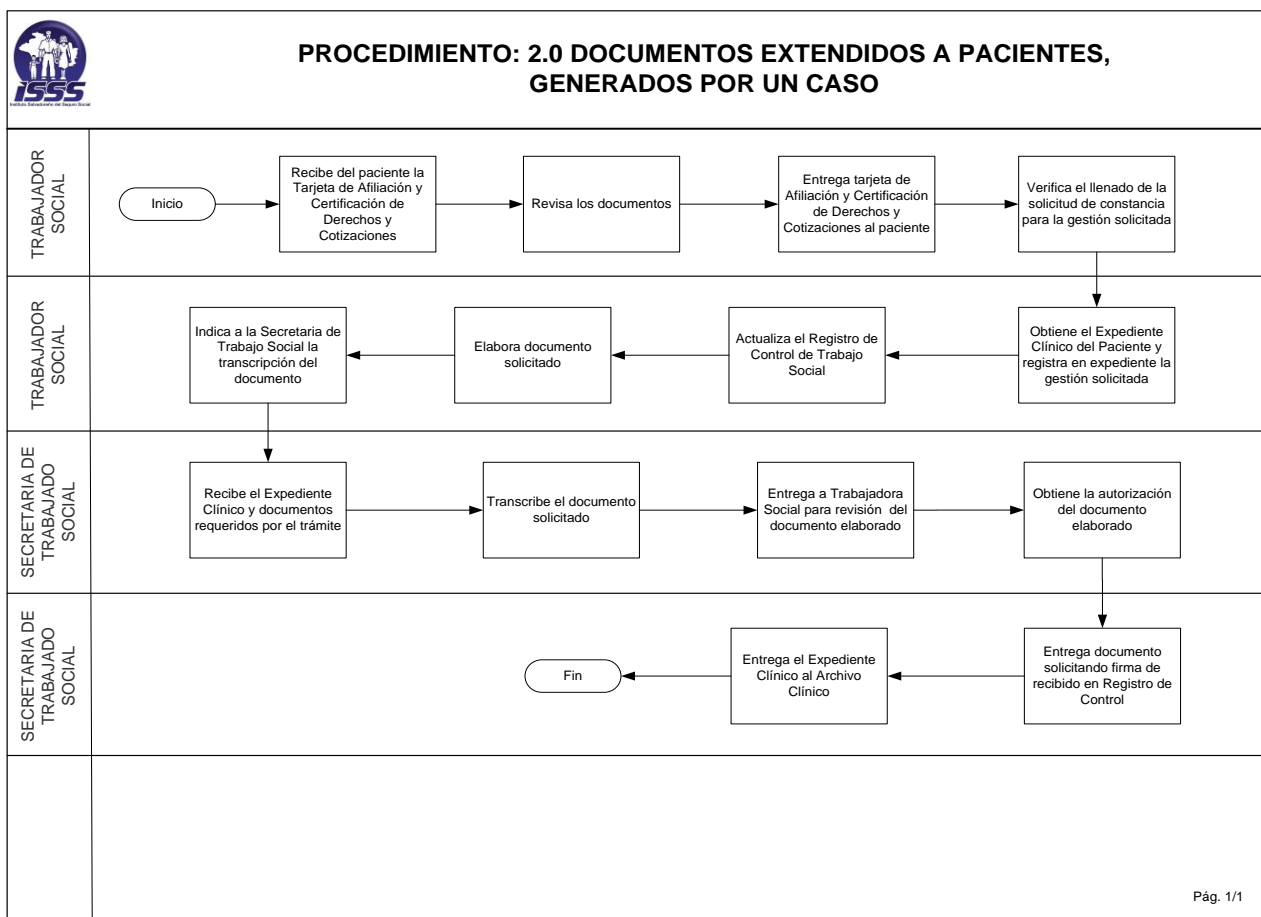 ISSS
Instituto Salvadoreño del Seguro Social
PROCEDIMIENTO: 2.0 DOCUMENTOS EXTENDIDOS A PACIENTES,
GENERADOS POR UN CASO
TRABAJADOR
SOCIAL
Inicio
Recibe del paciente la
Tarjeta de Afiliación y
Certificación de
Derechos y
Cotizaciones
Revisa los documentos
Entrega tarjeta de
Afiliación y Certificación
de Derechos y
Cotizaciones al paciente
Verifica el llenado de la
solicitud de constancia
para la gestión solicitada
TRABAJADOR
SOCIAL
Indica a la Secretaria de
Trabajo Social la
transcripción del
documento
Elabora documento
solicitado
Actualiza el Registro de
Control de Trabajo
Social
Obtiene el Expediente
Clínico del Paciente y
registra en expediente la
gestión solicitada
SECRETARIA DE
TRABAJADO
SOCIAL
Recibe el Expediente
Clínico y documentos
requeridos por el trámite
Transcribe el documento
solicitado
Entrega a Trabajadora
Social para revisión del
documento elaborado
Obtiene la autorización
del documento
elaborado
SECRETARIA DE
TRABAJADO
SOCIAL
Fin
Entrega el Expediente
Clínico al Archivo
Clínico
Entrega documento
solicitando firma de
recibido en Registro de
Control
Pág. 1/1